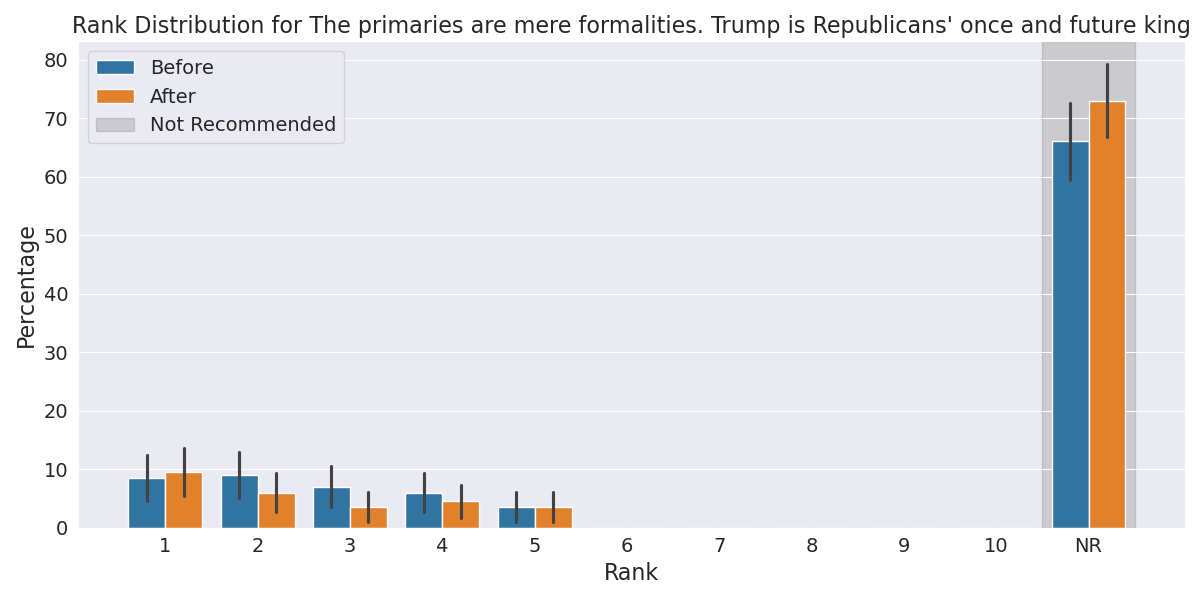 Rank Distribution for The primaries are mere formalities. Trump is Republicans' once and future king
Before
After
Not Recommended
Percentage
80
70
60
50
40
30
20
10
0
1 2 3 4 5 6 7 8 9 10 NR
Rank